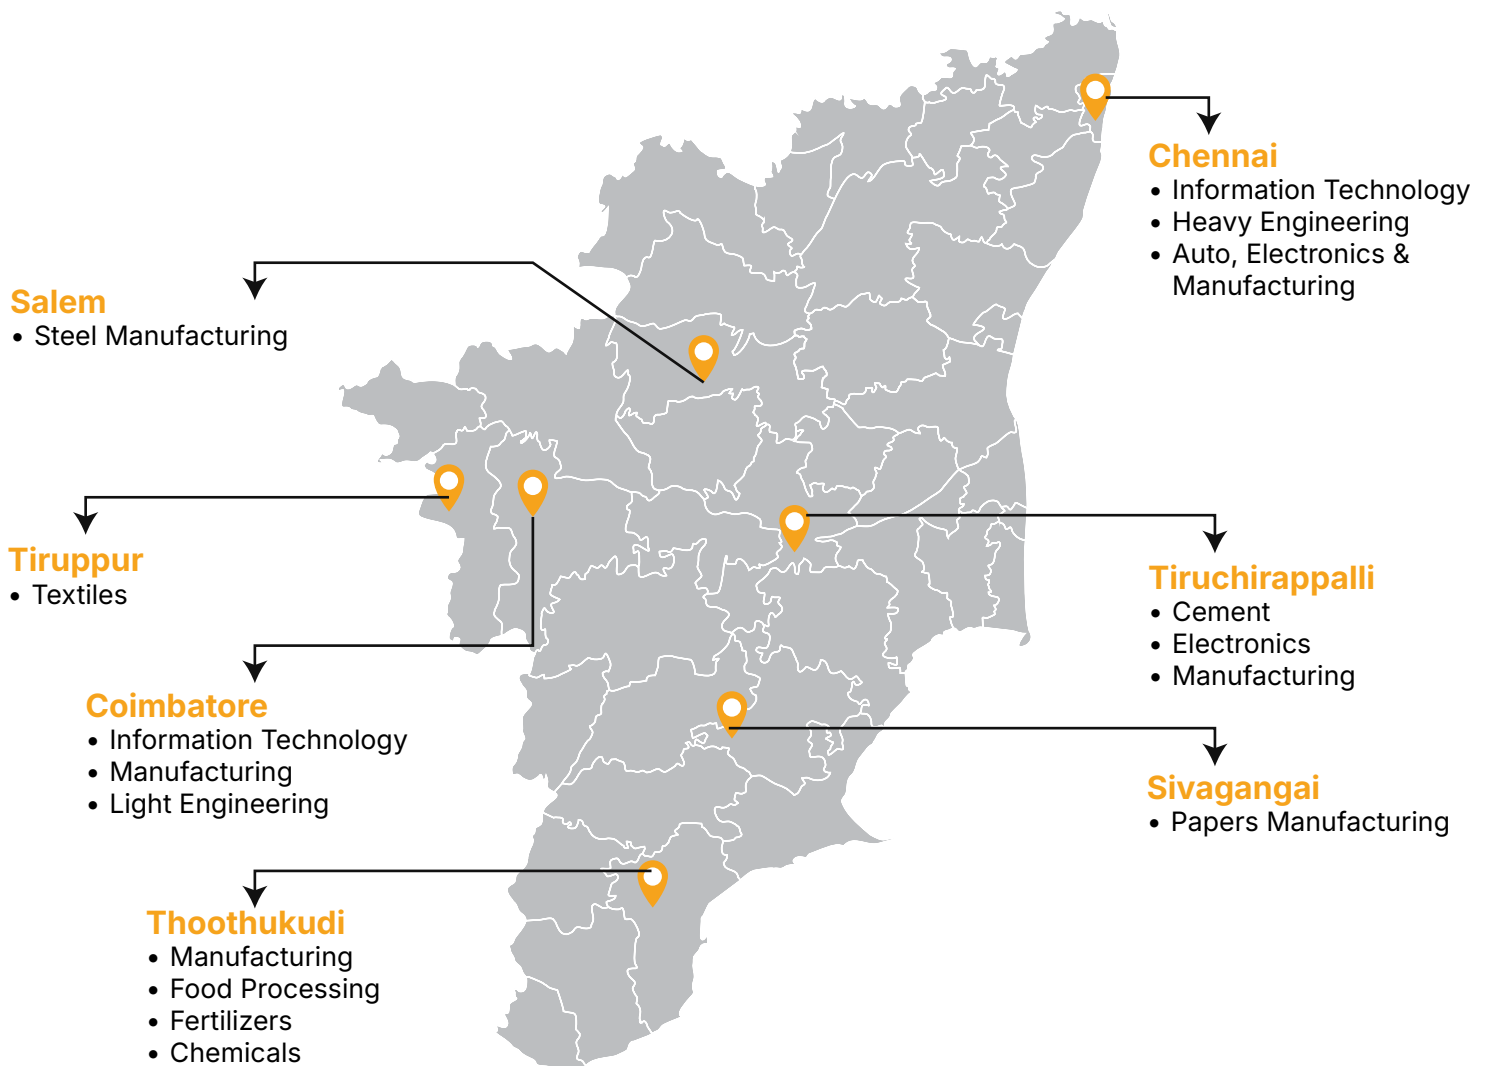 Chennai
• Information Technology
• Heavy Engineering
• Auto, Electronics &
Manufacturing
Salem
• Steel Manufacturing
Tiruppur
• Textiles
Tiruchirappalli
• Cement
• Electronics
• Manufacturing
Coimbatore
• Information Technology
• Manufacturing
• Light Engineering
Sivagangai
• Papers Manufacturing
Thoothukudi
• Manufacturing
• Food Processing
• Fertilizers
• Chemicals